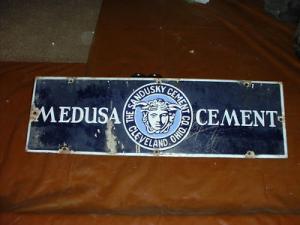 MEDUSA CEMENT
THE SANDUSKY CEMENT CO.
CLEVELAND, OHIO.